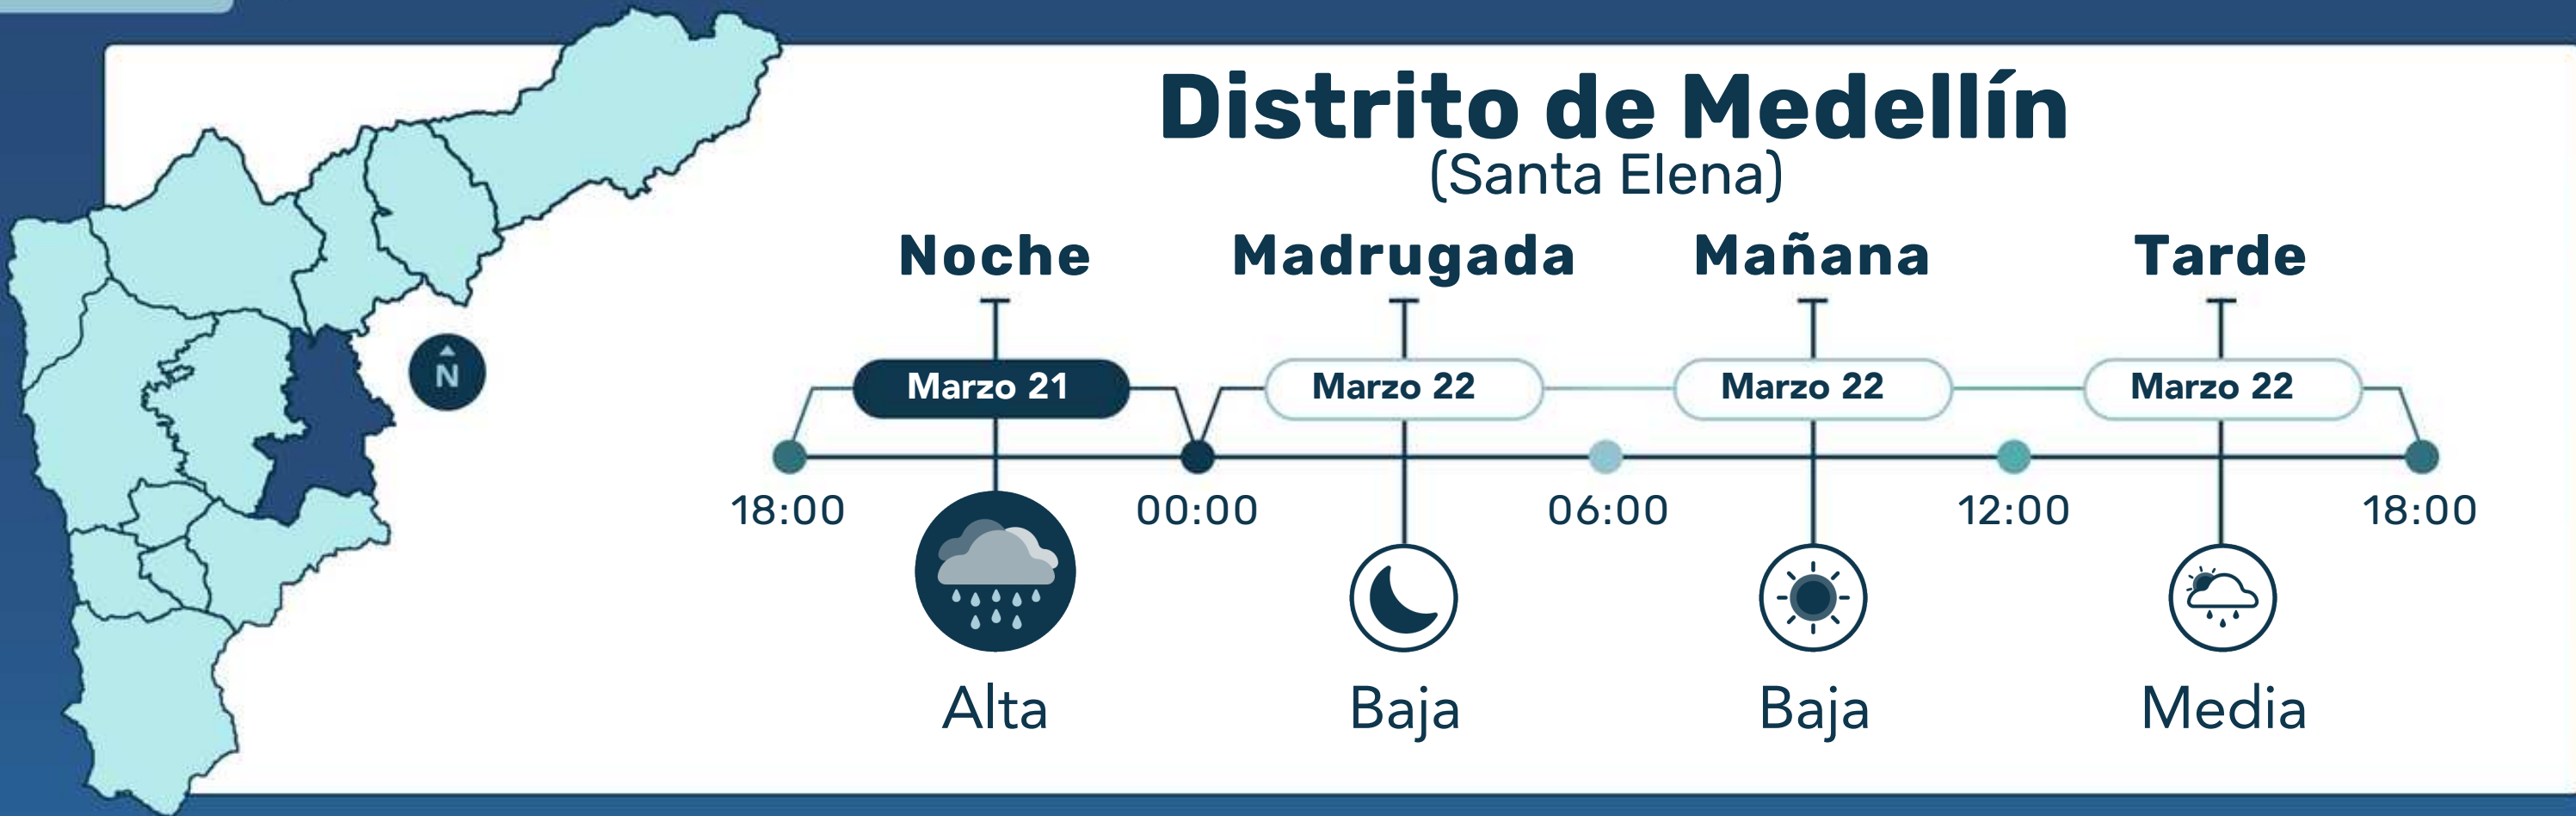 Distrito de Medellín
(Santa Elena)
Noche Madrugada Mañana Tarde
Marzo 21 Marzo 22 Marzo 22 Marzo 22
N
18:00 00:00 06:00 12:00 18:00
Alta Baja Baja Media